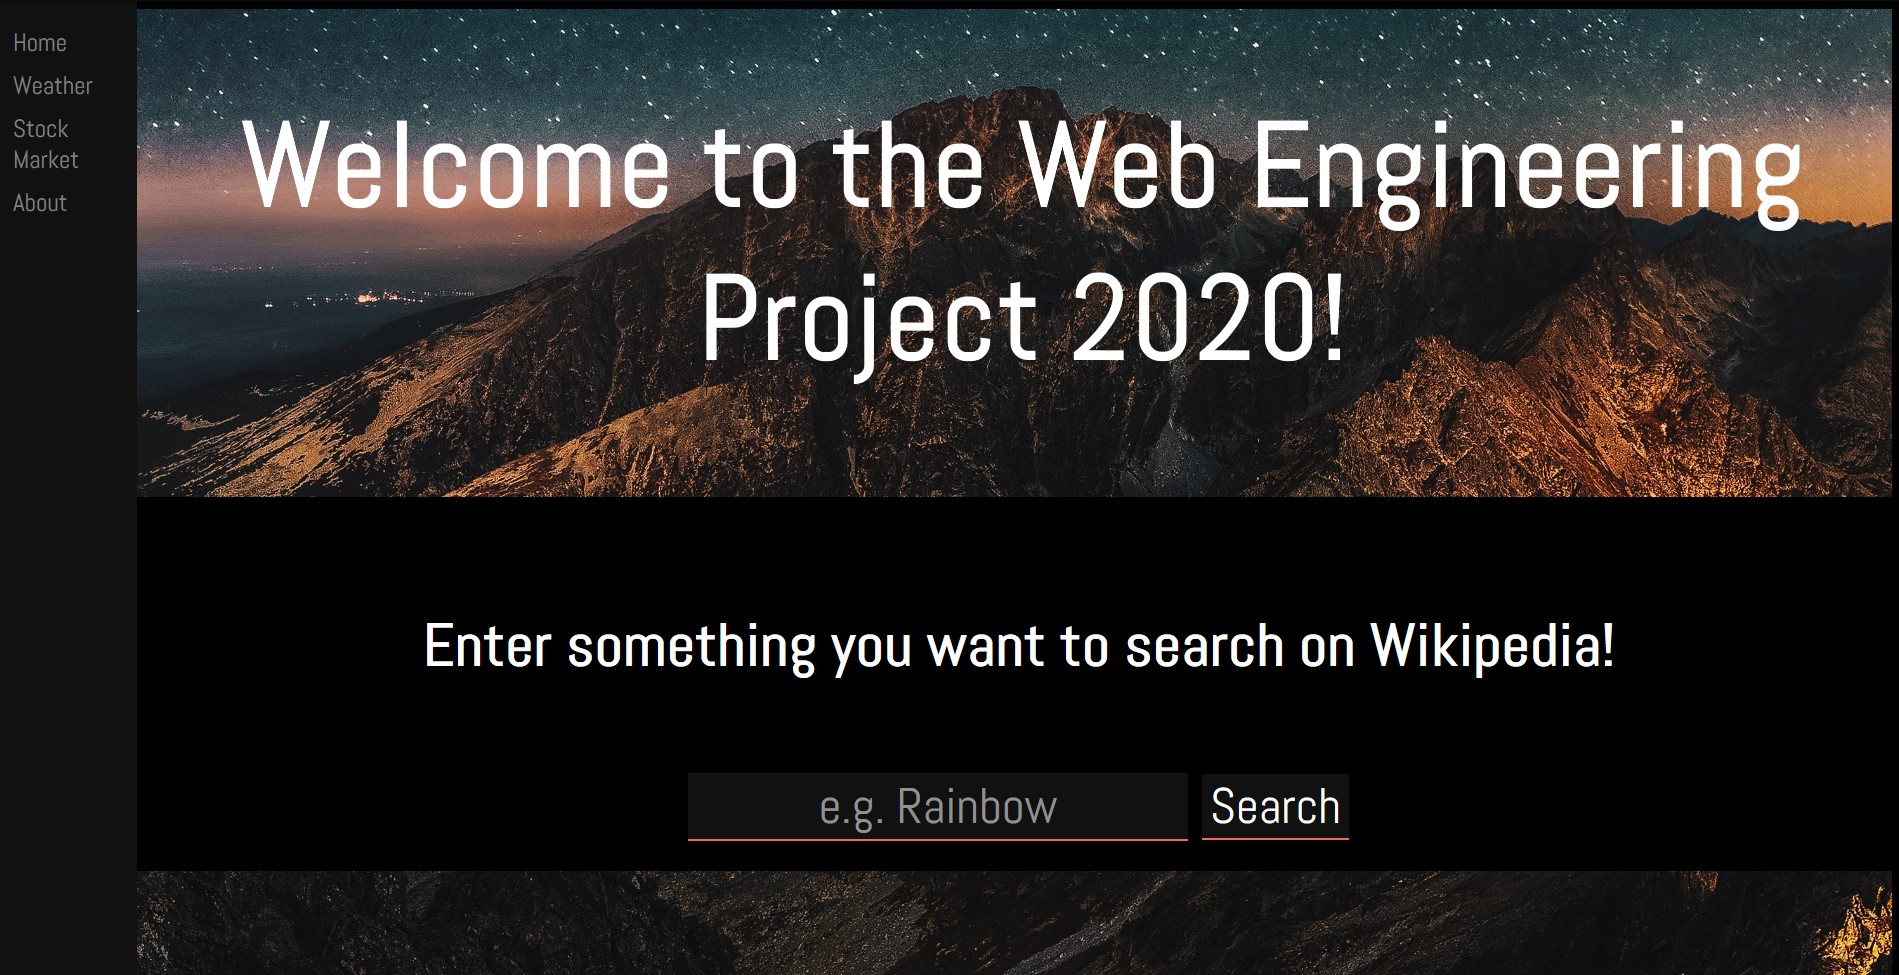 Home
Weather
Stock
Market
About
Welcome to the Web Engineering
Project 2020!
Enter something you want to search on Wikipedia!
e.g. Rainbow
Search